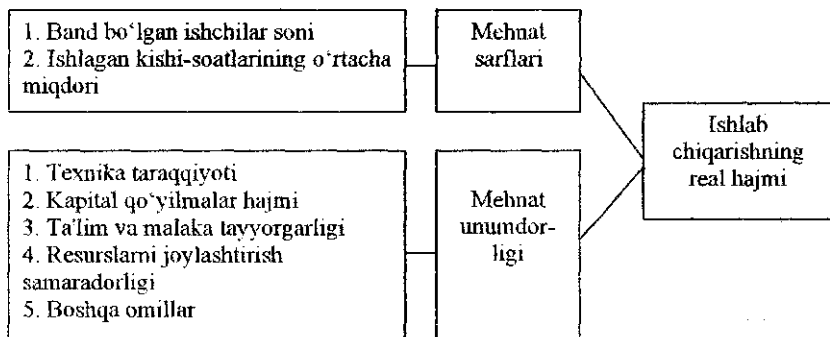 1. Band bo‘lgan ishchilar soni
2. Ishlagan kishi-soatlarining o‘rtacha
miqdori
Mehnat
sarflari
Ishlab
chiqarishning
real hajmi
1. Texnika taraqqiyoti
2. Kapital qo‘yilmalar hajmi
3. Ta'lim va malaka tayyorgarligi
4. Resurslarni joylashtirish
samaradorligi
5. Boshqa omillar
Mehnat
unumdor-
ligi